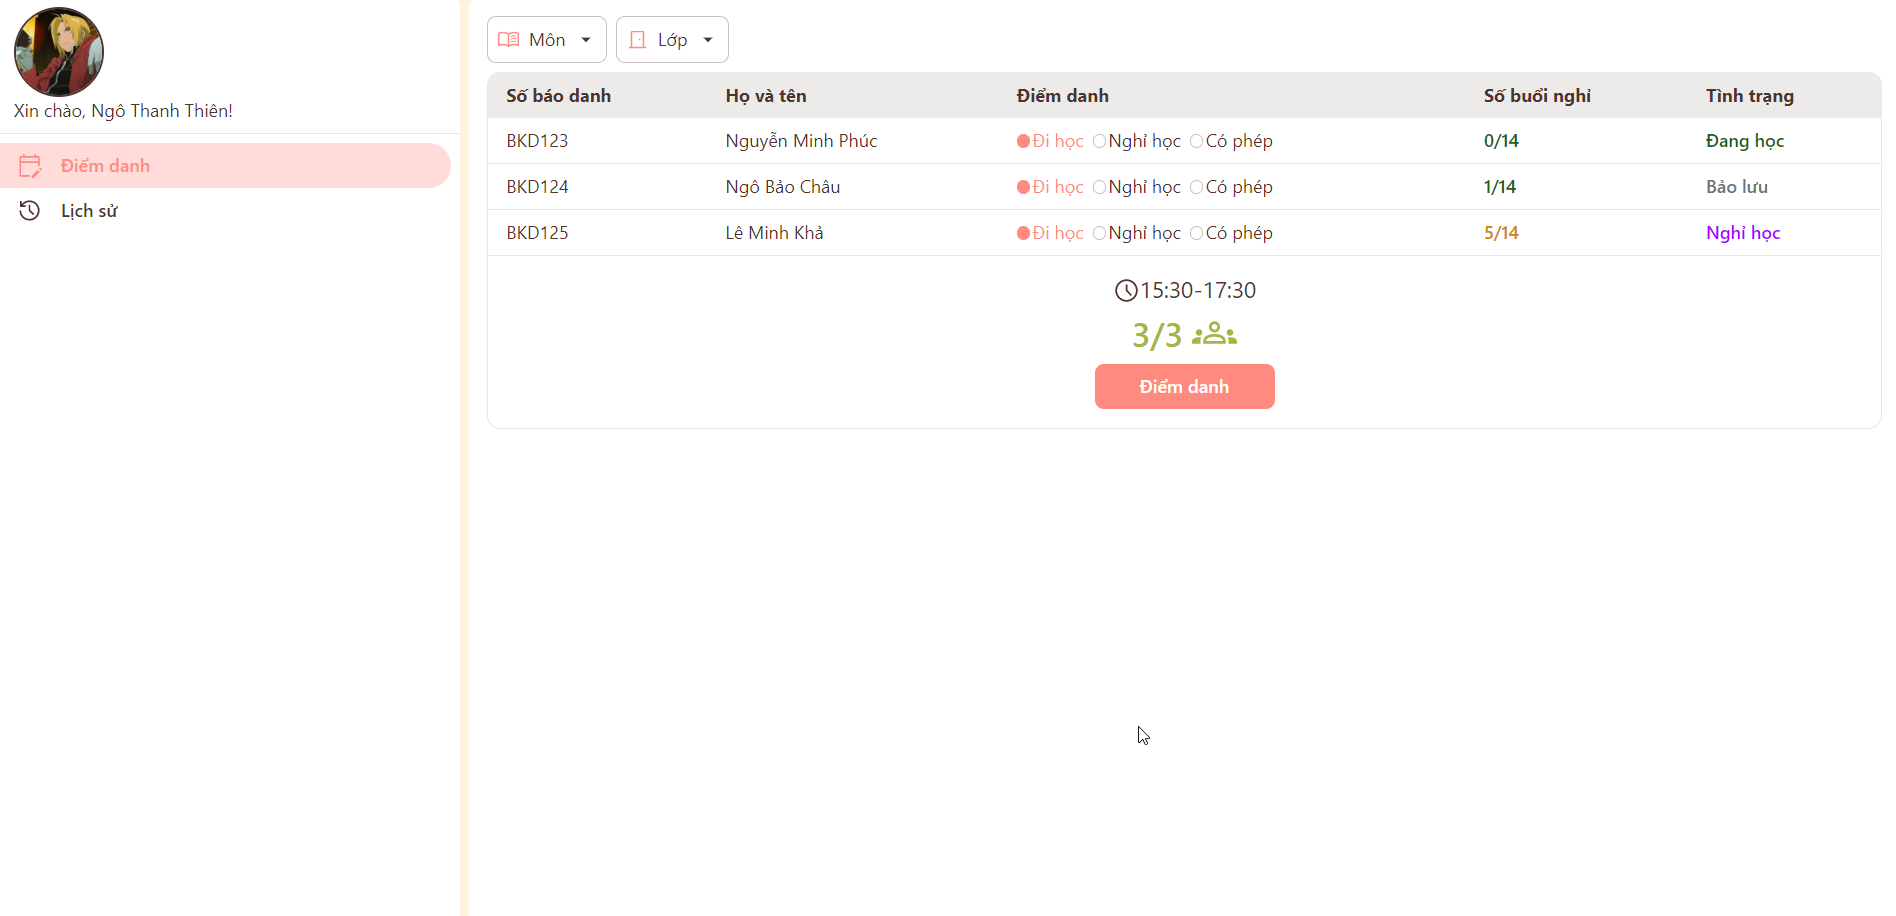 Xin chào, Ngô Thanh Thiên!
Điểm danh
Lịch sử
Môn Lớp
Số báo danh Họ và tên Điểm danh Số buổi nghỉ Tình trạng
BKD123 Nguyễn Minh Phúc Đi học Nghỉ học Có phép 0/14 Đang học
BKD124 Ngô Bảo Châu Đi học Nghỉ học Có phép 1/14 Bảo lưu
BKD125 Lê Minh Khả Đi học Nghỉ học Có phép 5/14 Nghỉ học
15:30-17:30
3/3
Điểm danh